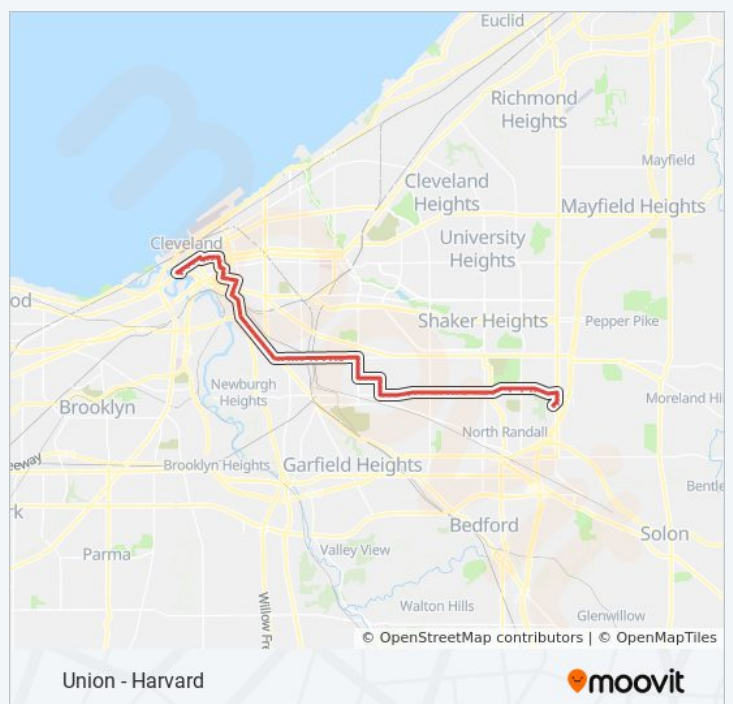 Euclid
Richmond
Heights
Mayfield
Cleveland
Heights
Mayfield Heights
University
Heights
Cleveland
ood
Shaker Heights
Pepper Pike
Newburgh
Heights
Brooklyn
Moreland Hi
North Randall
eeway
Brooklyn Heights
Garfield Heights
Bentle
rk
Bedford
Solon
Parma
Valley View
Willow Fre
Walton Hills
Glenwillow
© OpenStreetMap contributors | © OpenMapTiles
Union - Harvard
moovit